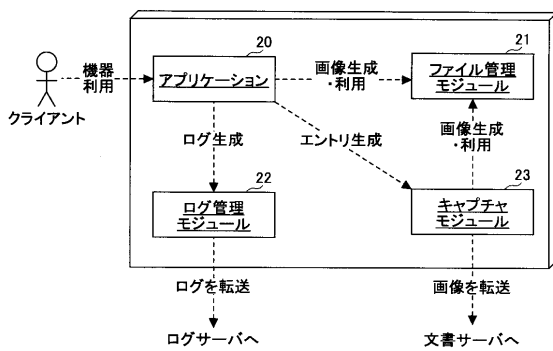 20
21
機器
利用
アプリケーション
画像生成
・利用
ファイル管理
モジュール
クライアント
ログ生成
エントリ生成
画像生成
・利用
22
23
ログ管理
モジュール
キャプチャ
モジュール
ログを転送
画像を転送
ログサーバへ
文書サーバへ